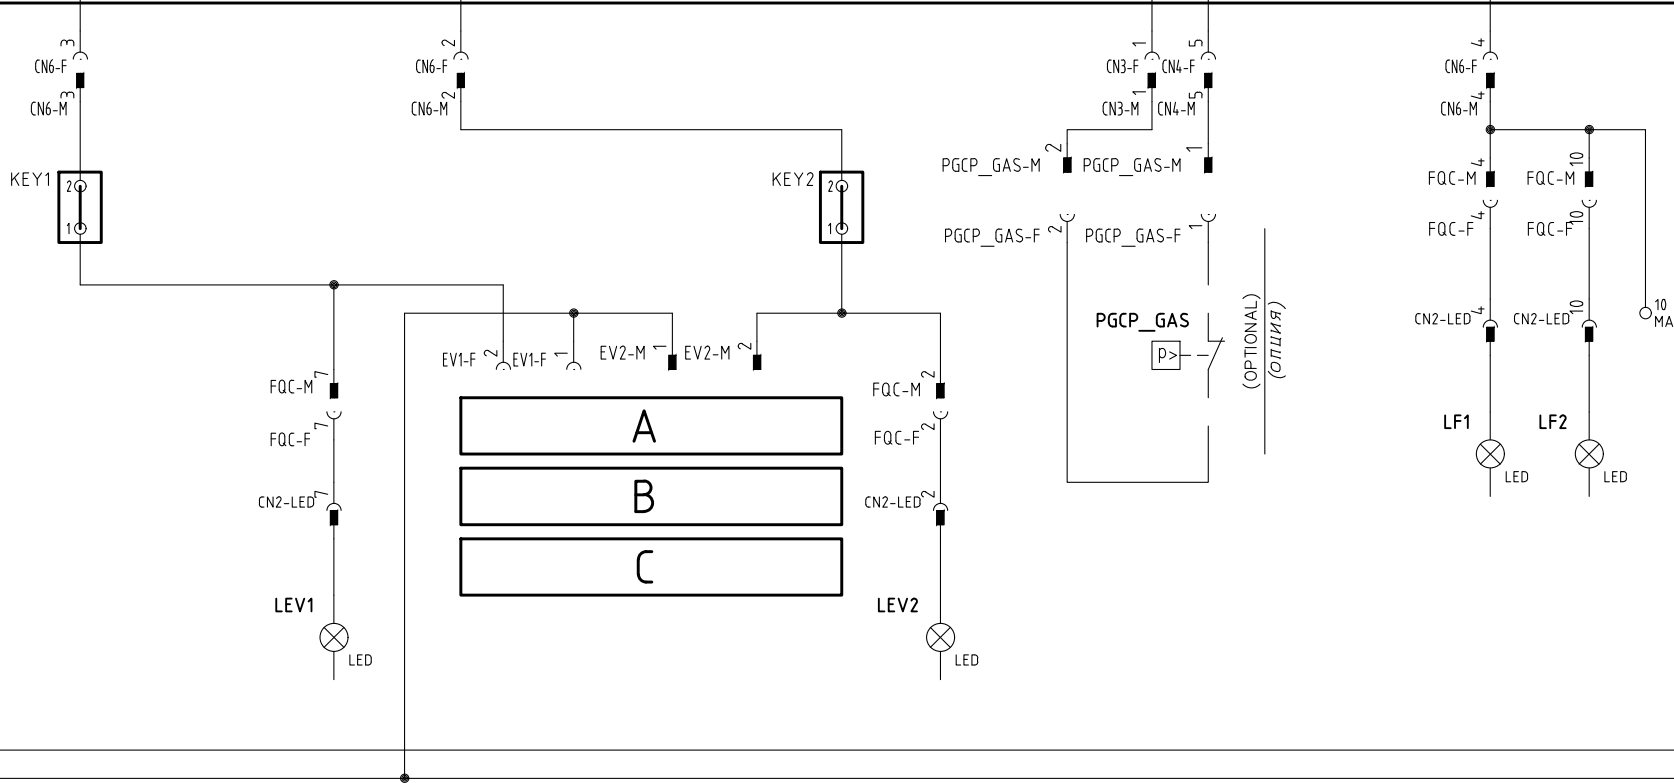 3
CN6-F
3
CN6-M
2
CN6-F
2
CN6-M
1
CN3-F
1
CN3-M
5
CN4-F
5
CN4-M
4
CN6-F
4
CN6-M
KEY1
2
1
KEY2
2
1
PGCP_GAS-M
2
PGCP_GAS-M
1
PGCP_GAS-F
2
PGCP_GAS-F
1
FQC-M
4
FQC-M
10
FQC-F
4
FQC-F
10
EV1-F
2
EV1-F
1
EV2-M
1
EV2-M
2
PGCP_GAS
P>
(OPTIONAL)
(ОПЦИЯ)
CN2-LED
4
CN2-LED
10
10
MA
FQC-M
7
FQC-F
7
A
B
C
FQC-M
2
FQC-F
2
LF1
LED
LF2
LED
CN2-LED
7
CN2-LED
2
LEV1
LED
LEV2
LED